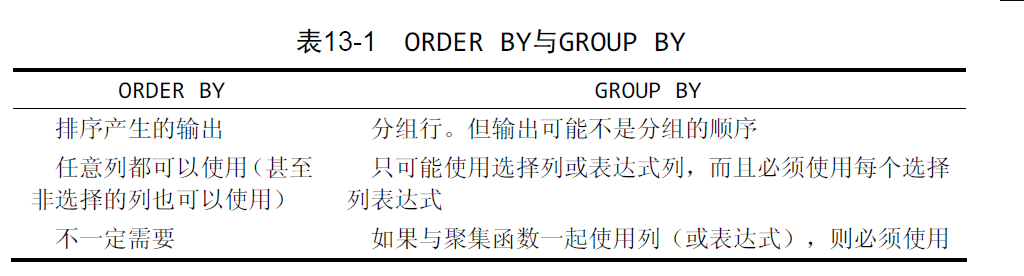 表13-1 ORDER BY与GROUP BY
ORDER BY GROUP BY
排序产生的输出 分组行。但输出可能不是分组的顺序
任意列都可以使用（甚至 只可能使用选择列或表达式列，而且必须使用每个选择
非选择的列也可以使用） 列表达式
不一定需要 如果与聚集函数一起使用列（或表达式），则必须使用